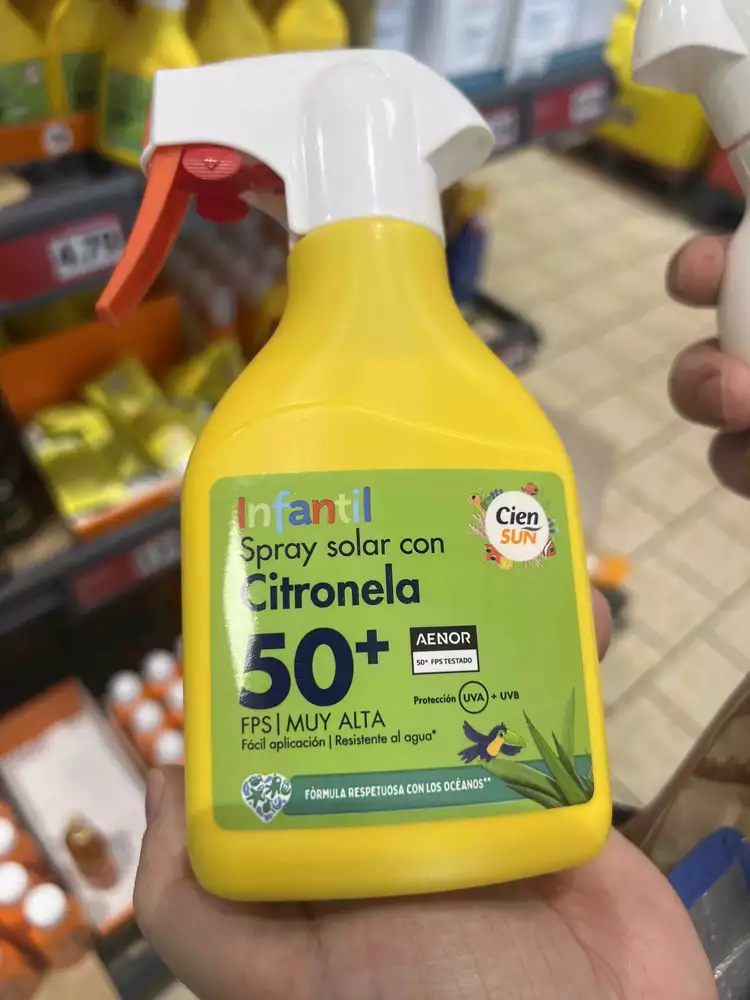 Infantil
Cien
SUN
Spray solar con
Citronela
50+
AENOR
50+ FPS TESTADO
Protección UVA + UVB
FPS | MUY ALTA
Fácil aplicación | Resistente al agua*
FÓRMULA RESPETUOSA CON LOS OCÉANOS**